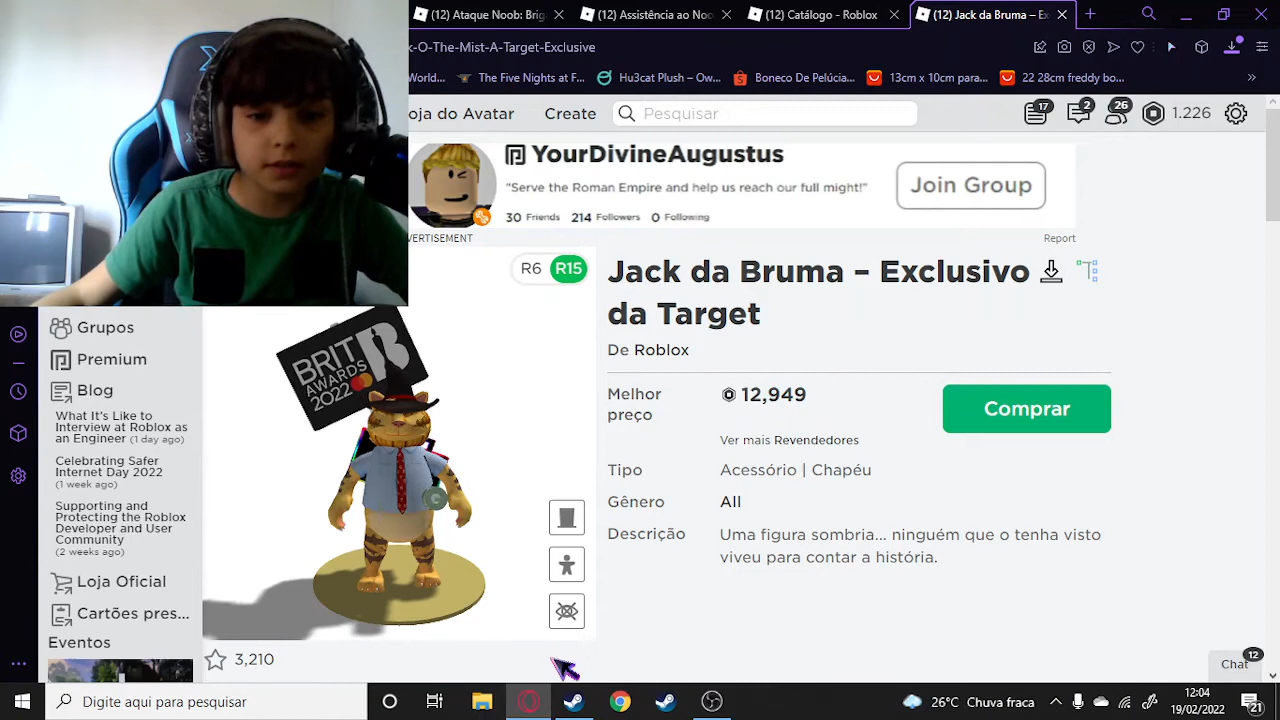 (12) Ataque Noob: Brig
(12) Assistência ao Noo
(12) Catálogo - Roblox
(12) Jack da Bruma – Ex
k-O-The-Mist-A-Target-Exclusive
World...
The Five Nights at F...
Hu3cat Plush – Ow...
Boneco De Pelúcia...
13cm x 10cm para...
22 28cm freddy bo...
»
oja do Avatar
Create
Pesquisar
17
2
26
1.226
YourDivineAugustus
"Serve the Roman Empire and help us reach our full might!"
30 Friends 214 Followers 0 Following
Join Group
VERTISEMENT
Report
R6 R15
Jack da Bruma – Exclusivo
da Target
De Roblox
Melhor
preço
12,949
Comprar
Ver mais Revendedores
Tipo
Acessório | Chapéu
Gênero
All
Descrição
Uma figura sombria... ninguém que o tenha visto
viveu para contar a história.
BRIT
AWARDS
2022
Grupos
Premium
Blog
What It's Like to
Interview at Roblox as
an Engineer (1 day ago)
Celebrating Safer
Internet Day 2022
(1 week ago)
Supporting and
Protecting the Roblox
Developer and User
Community
(2 weeks ago)
Loja Oficial
Cartões pres...
Eventos
3,210
Chat
12
Digite aqui para pesquisar
26°C Chuva fraca
12:04
19/02/2022
21